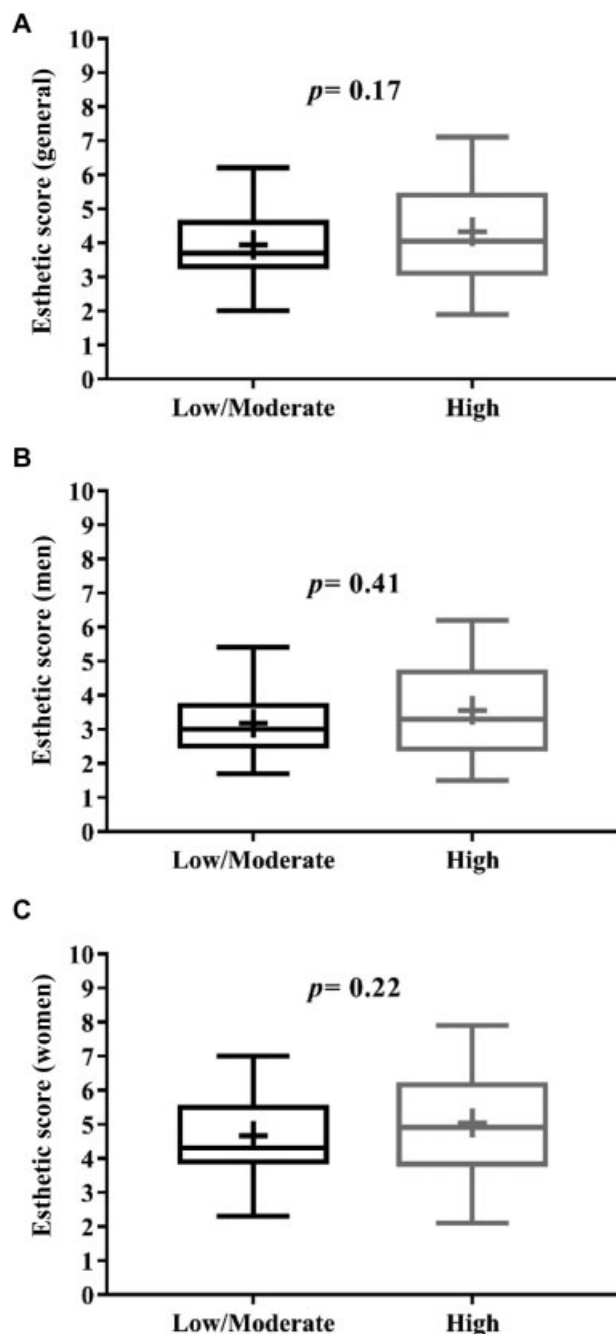 A
Esthetic score (general)
10
9
8
7
6
5
4
3
2
1
0
p= 0.17
Low/Moderate
High
B
Esthetic score (men)
10
9
8
7
6
5
4
3
2
1
0
p= 0.41
Low/Moderate
High
C
Esthetic score (women)
10
9
8
7
6
5
4
3
2
1
0
p= 0.22
Low/Moderate
High